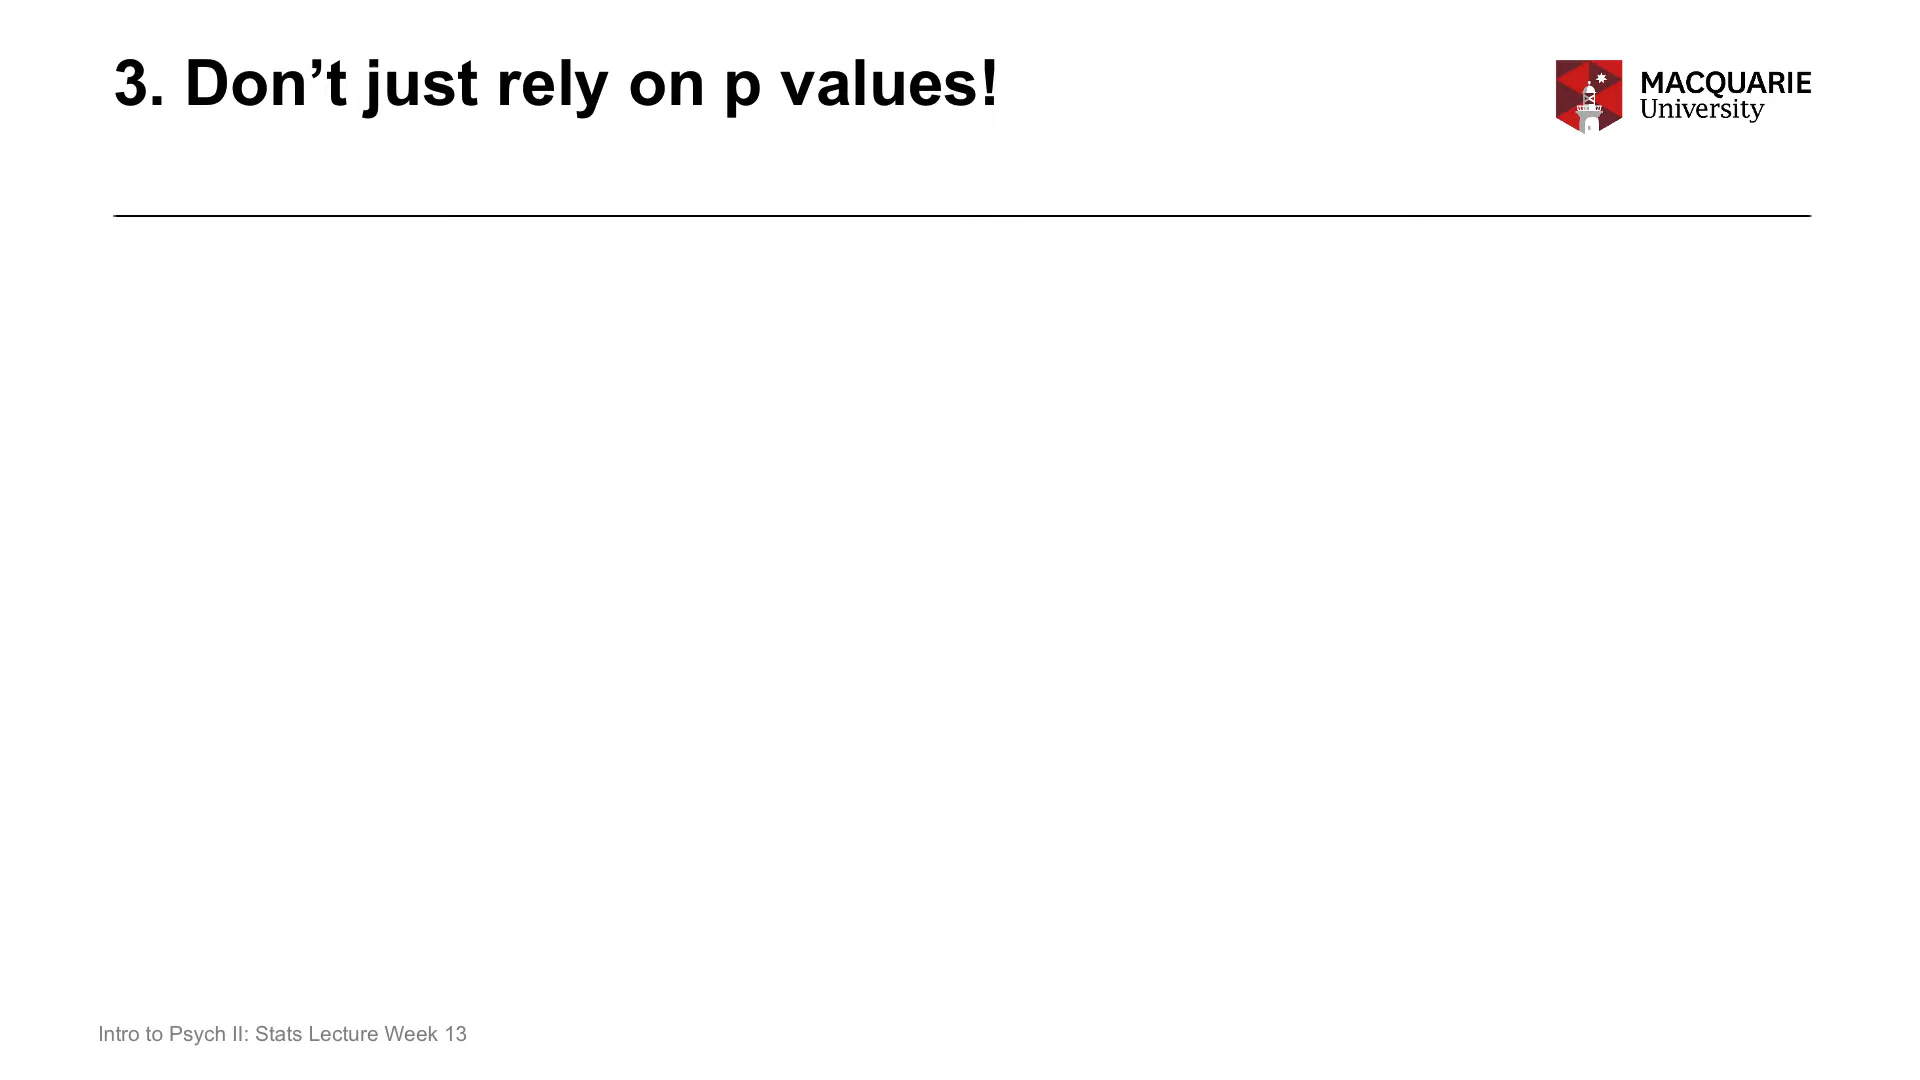 3. Don’t just rely on p values!
MACQUARIE
University
Intro to Psych II: Stats Lecture Week 13